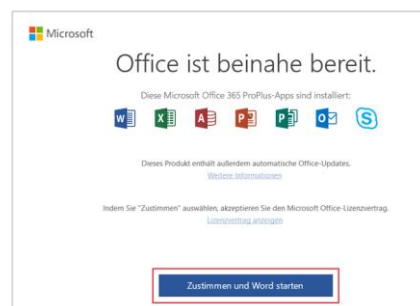 Microsoft
Office ist beinahe bereit.
Diese Microsoft Office 365 ProPlus-Apps sind installiert:
W X A P P O S
Dieses Produkt enthält außerdem automatische Office-Updates.
Weitere Informationen
Indem Sie "Zustimmen" auswählen, akzeptieren Sie den Microsoft Office-Lizenzvertrag.
Lizenzvertrag anzeigen
Zustimmen und Word starten